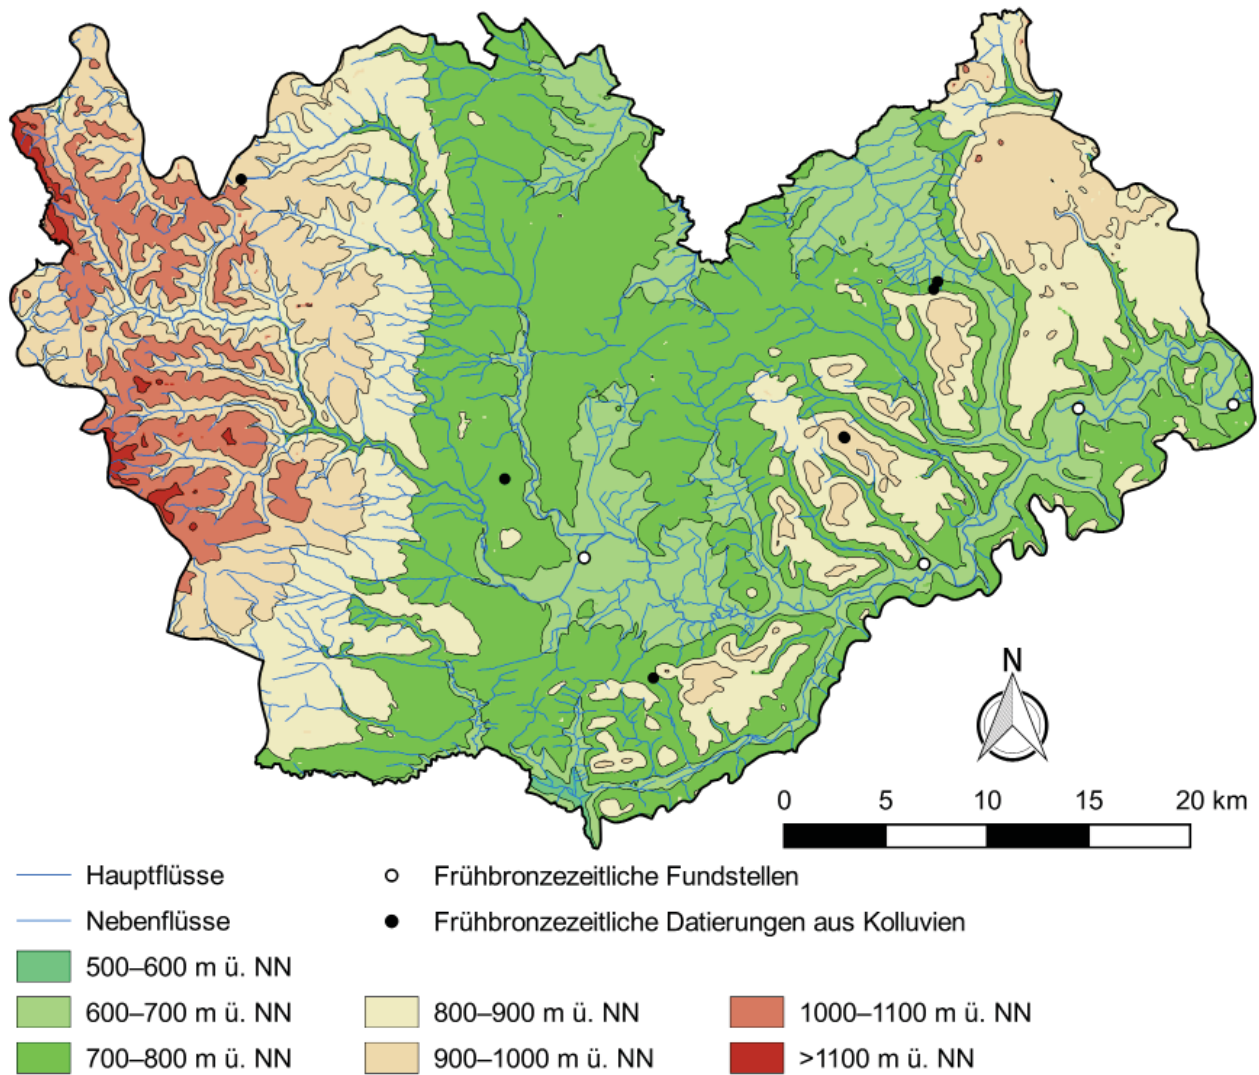 N
0 5 10 15 20 km
Hauptflüsse
Frühbronzezeitliche Fundstellen
Nebenflüsse
Frühbronzezeitliche Datierungen aus Kolluvien
500–600 m ü. NN
600–700 m ü. NN
800–900 m ü. NN
1000–1100 m ü. NN
700–800 m ü. NN
900–1000 m ü. NN
>1100 m ü. NN